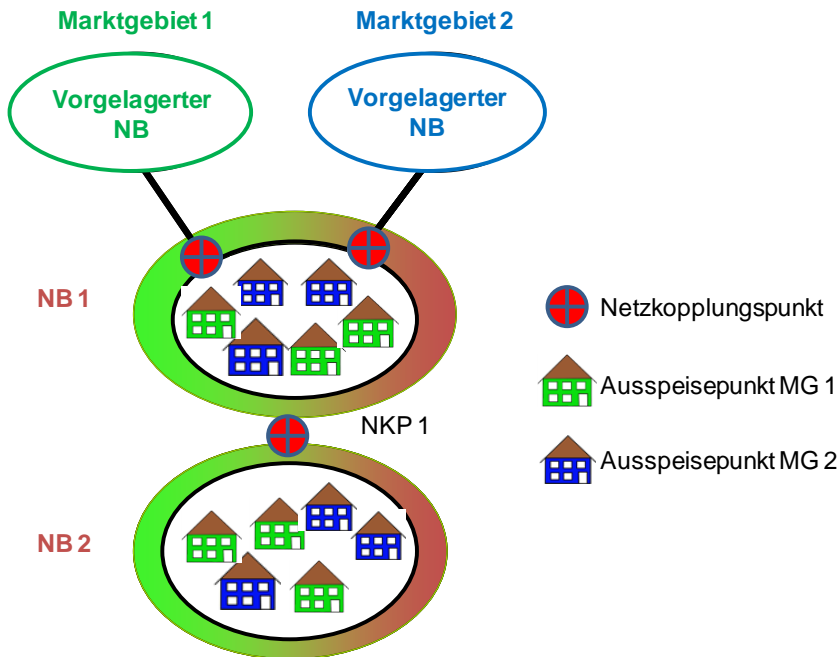 Marktgebiet 1
Marktgebiet 2
Vorgelagerter
NB
Vorgelagerter
NB
NB 1
Netzkopplungspunkt
Ausspeisepunkt MG 1
NKP 1
Ausspeisepunkt MG 2
NB 2